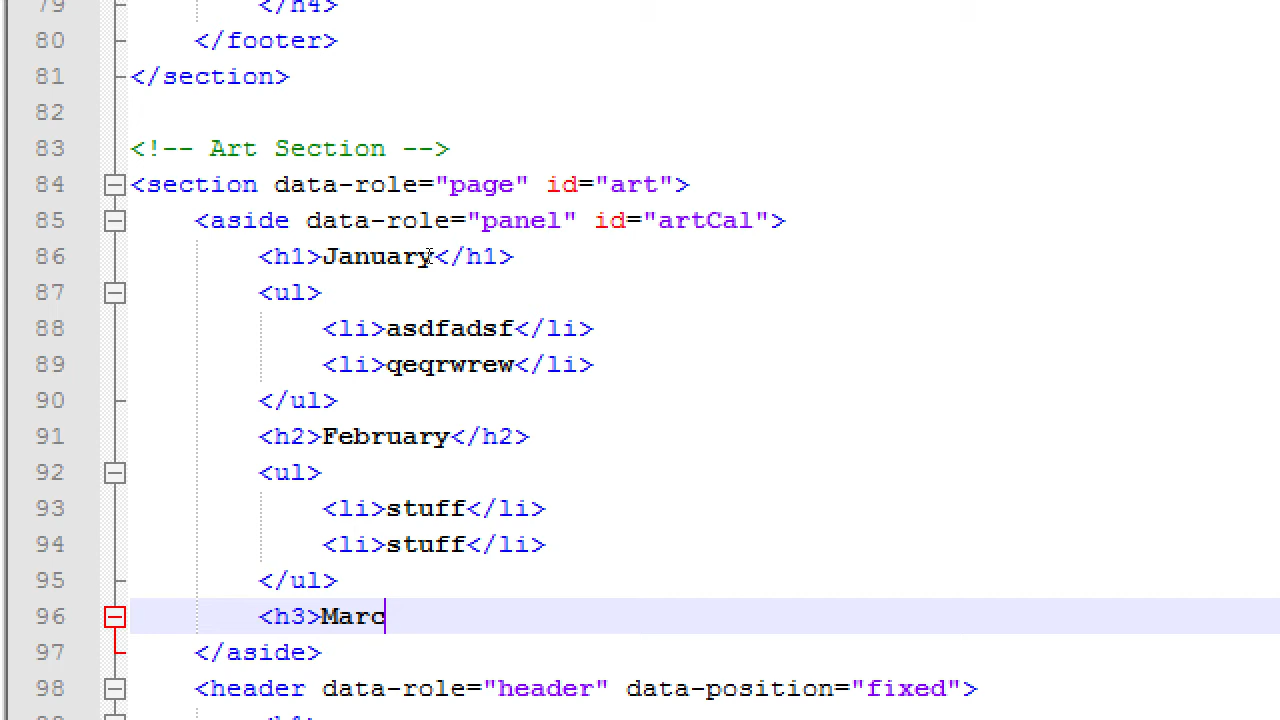 79 </h4>
80 </footer>
81 </section>
82
83 <!-- Art Section -->
84 <section data-role="page" id="art">
85 <aside data-role="panel" id="artCal">
86 <h1>January</h1>
87 <ul>
88 <li>asdfadsf</li>
89 <li>qeqrwrew</li>
90 </ul>
91 <h2>February</h2>
92 <ul>
93 <li>stuff</li>
94 <li>stuff</li>
95 </ul>
96 <h3>Marc
97 </aside>
98 <header data-role="header" data-position="fixed">